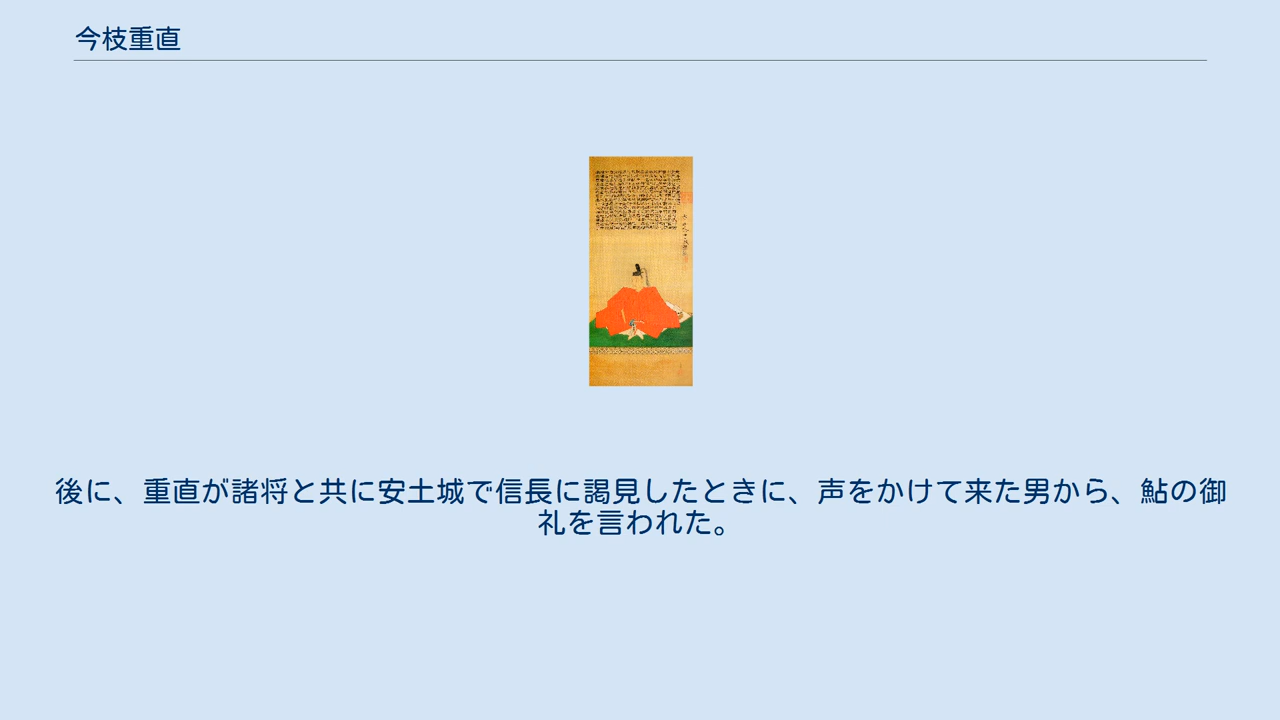 今枝重直
後に、重直が諸将と共に安土城で信長に謁見したときに、声をかけて来た男から、鮎の御
礼を言われた。